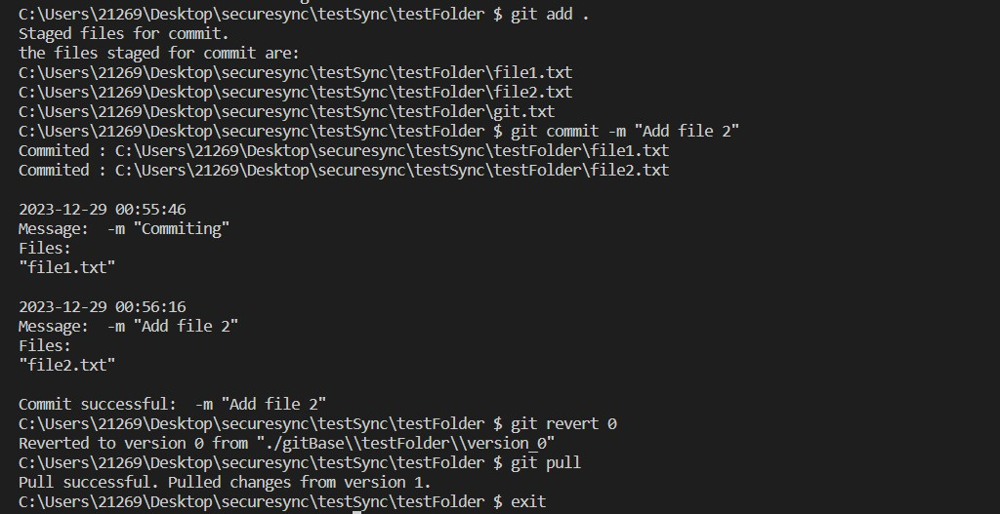 C:\Users\21269\Desktop\securesync\testSync\testFolder $ git add .
Staged files for commit.
the files staged for commit are:
C:\Users\21269\Desktop\securesync\testSync\testFolder\file1.txt
C:\Users\21269\Desktop\securesync\testSync\testFolder\file2.txt
C:\Users\21269\Desktop\securesync\testSync\testFolder\git.txt
C:\Users\21269\Desktop\securesync\testSync\testFolder $ git commit -m "Add file 2"
Commited : C:\Users\21269\Desktop\securesync\testSync\testFolder\file1.txt
Commited : C:\Users\21269\Desktop\securesync\testSync\testFolder\file2.txt
2023-12-29 00:55:46
Message:  -m "Commiting"
Files:
"file1.txt"
2023-12-29 00:56:16
Message:  -m "Add file 2"
Files:
"file2.txt"
Commit successful:  -m "Add file 2"
C:\Users\21269\Desktop\securesync\testSync\testFolder $ git revert 0
Reverted to version 0 from "./gitBase\\testFolder\\version_0"
C:\Users\21269\Desktop\securesync\testSync\testFolder $ git pull
Pull successful. Pulled changes from version 1.
C:\Users\21269\Desktop\securesync\testSync\testFolder $ exit